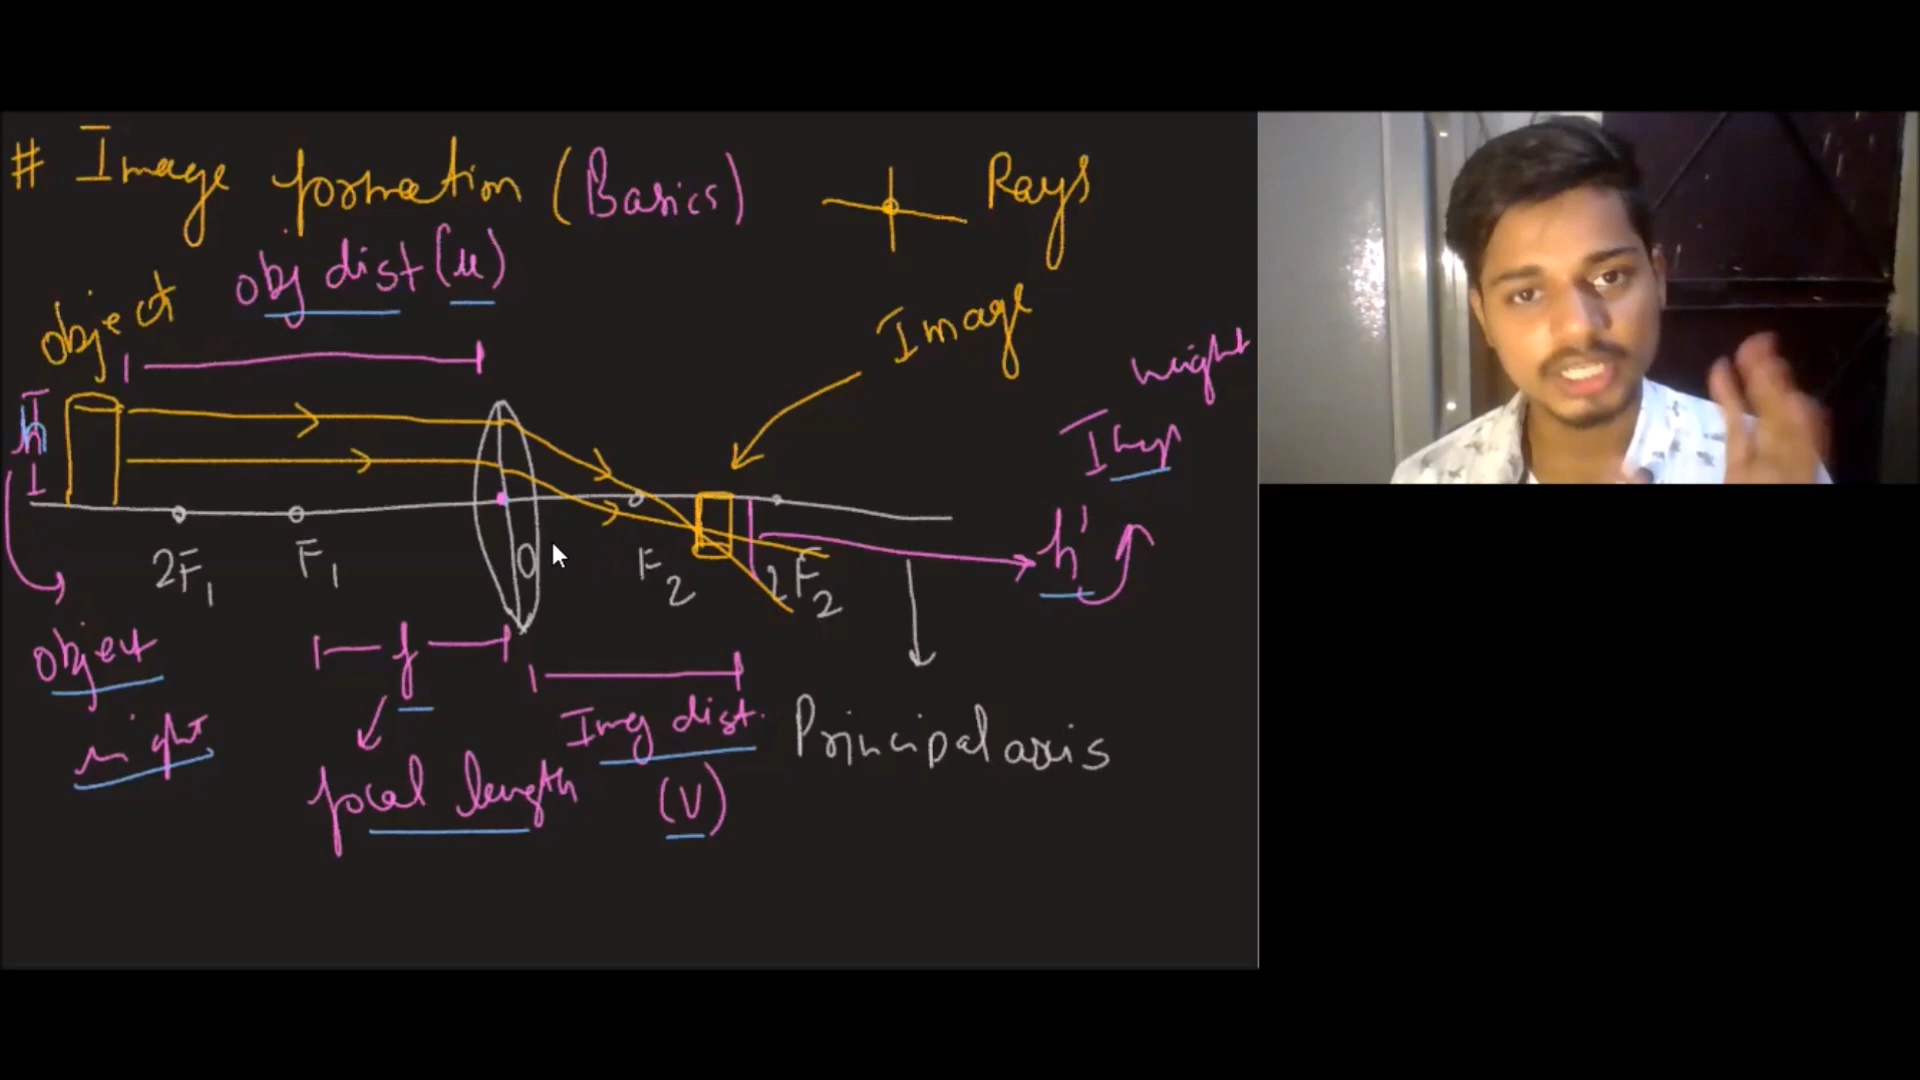 # Image formation (Basics)
Rays
obj dist (u)
object
Image
height
Img
h
h'
2F₁
F₁
O
F₂
2F₂
object
f
Img dist.
(V)
Principal axis
focal length